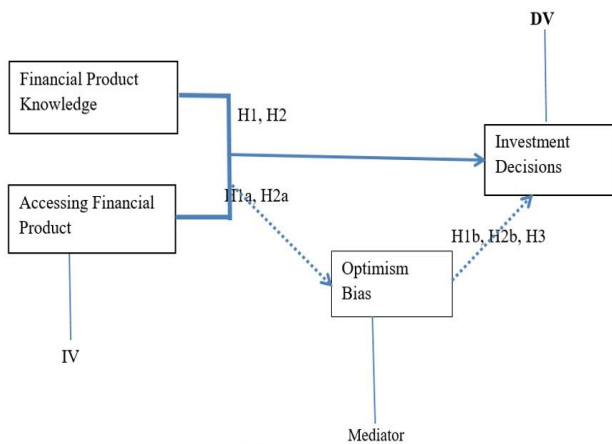 DV
Financial Product
Knowledge
H1, H2
Investment
Decisions
Accessing Financial
Product
H1a, H2a
H1b, H2b, H3
Optimism
Bias
IV
Mediator